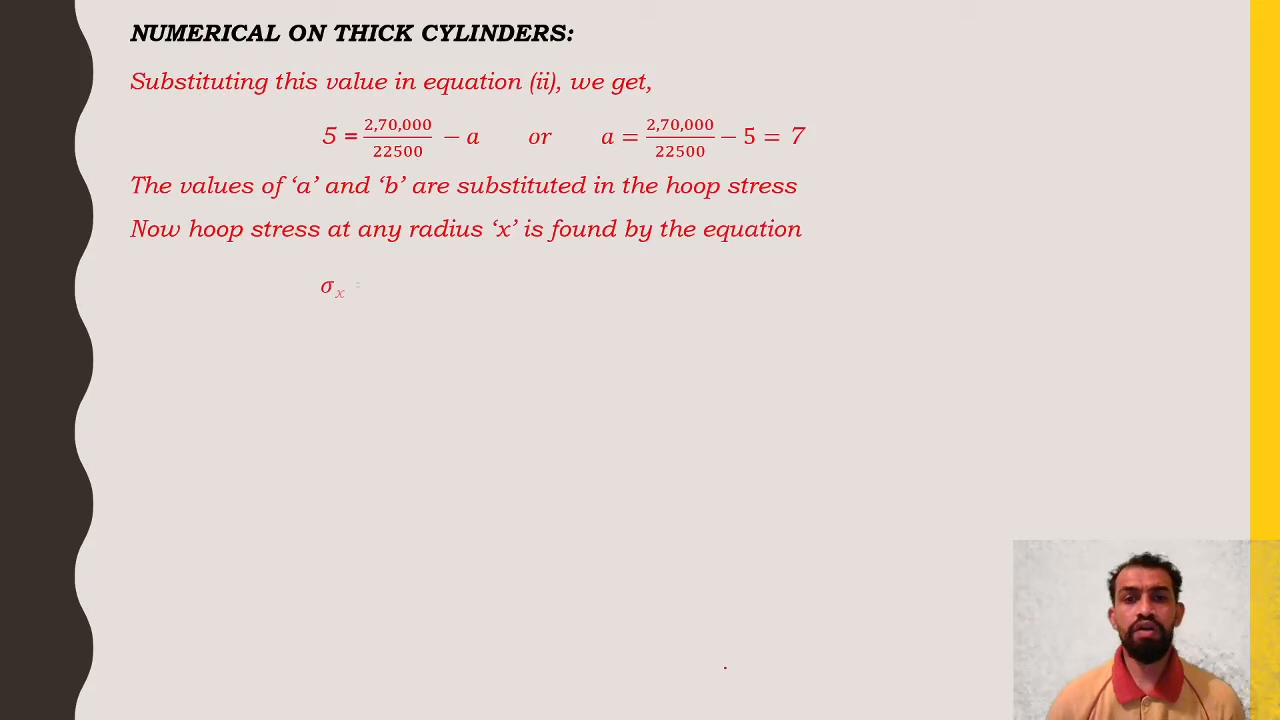 NUMERICAL ON THICK CYLINDERS:
Substituting this value in equation (ii), we get,
5 = 2,70,000/22500 − a or a = 2,70,000/22500 − 5 = 7
The values of ‘a’ and ‘b’ are substituted in the hoop stress
Now hoop stress at any radius ‘x’ is found by the equation
σₓ =